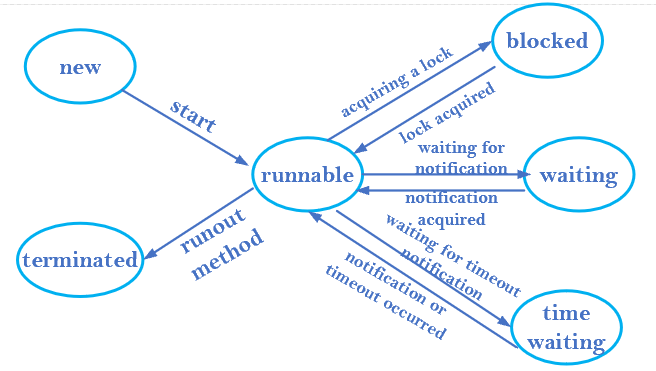 new
start
runnable
blocked
acquiring a lock
lock acquired
waiting for
notification
waiting
notification
acquired
waiting for timeout
notification
notification or
timeout occurred
time
waiting
runout
method
terminated